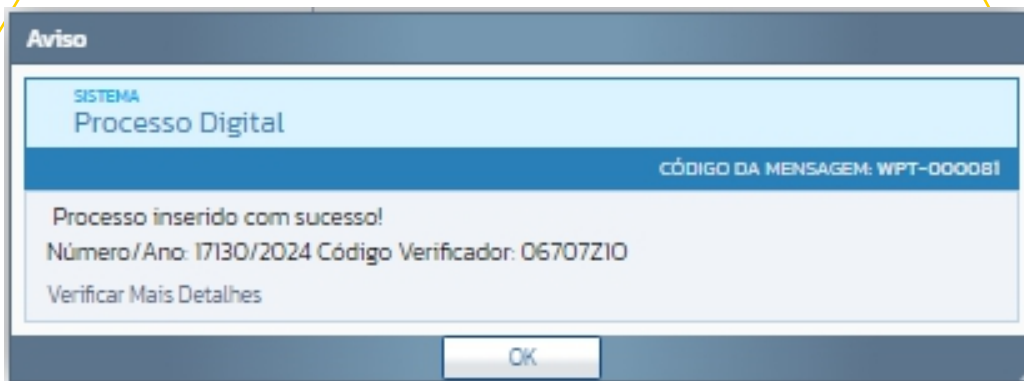 Aviso
SISTEMA
Processo Digital
CÓDIGO DA MENSAGEM: WPT-000081
Processo inserido com sucesso!
Número/Ano: 17130/2024 Código Verificador: 06707Z10
Verificar Mais Detalhes
OK